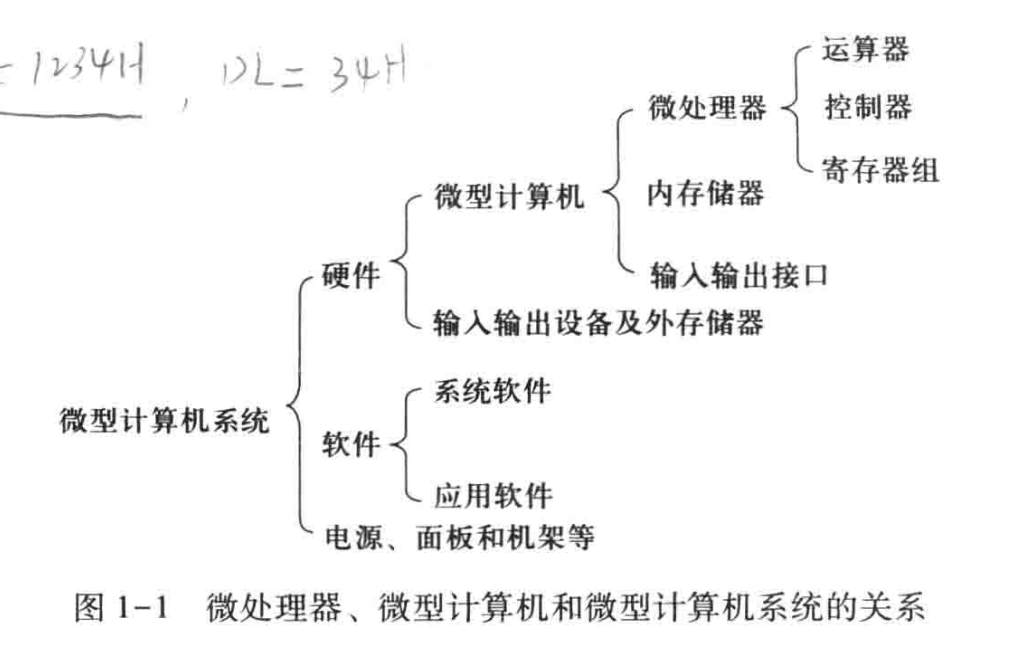 = 1234H , DL = 34H
运算器
微处理器
控制器
寄存器组
微型计算机
内存储器
硬件
输入输出接口
输入输出设备及外存储器
系统软件
微型计算机系统
软件
应用软件
电源、面板和机架等
图 1-1 微处理器、微型计算机和微型计算机系统的关系